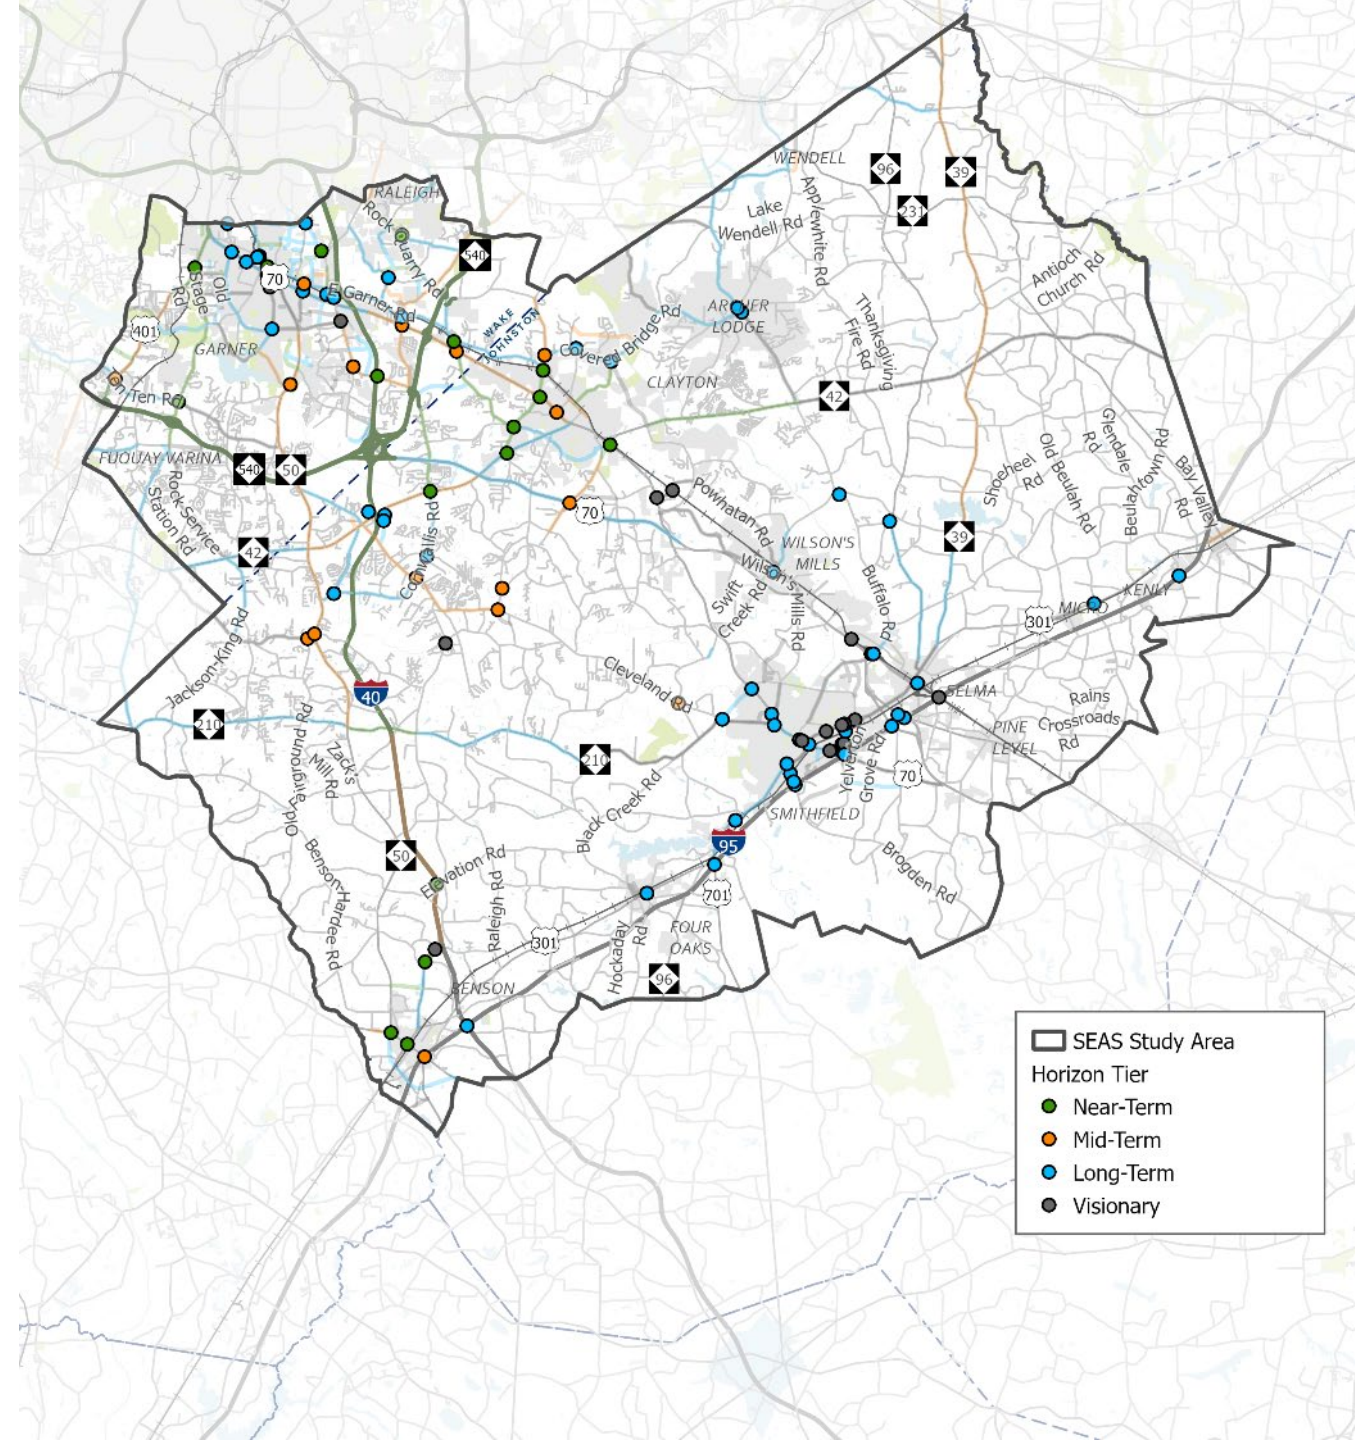 WENDELL
96
39
RALEIGH
231
Lake
Wendell Rd
Applewhite Rd
Rock Quarry Rd
540
Antioch
Church Rd
70
Old
Stage
Rd
E Garner Rd
WAKE
JOHNSTON
ARCHER
LODGE
401
GARNER
Covered Bridge Rd
Thanksgiving
Fire Rd
CLAYTON
Ten Rd
42
FUQUAY-VARINA
540
50
Glendale
Rd
Old Beulah Rd
Beulahtown Rd
Bay Valley
Rd
Shoeheel
Rd
Rock Service
Station Rd
70
Powhatan Rd
42
39
WILSON'S
MILLS
Cornwallis Rd
Swift
Creek Rd
Wilson's Mills Rd
Buffalo Rd
KENLY
MICRO
301
Jackson-King Rd
Cleveland Rd
40
SELMA
Rains
Crossroads
Rd
210
PINE
LEVEL
210
Old Fairground Rd
Zack's
Mill Rd
Yelverton
Grove Rd
70
Black Creek Rd
SMITHFIELD
95
50
Elevation Rd
Benson-Hardee Rd
Raleigh Rd
Brogden Rd
701
301
Hockaday
Rd
FOUR
OAKS
96
BENSON
SEAS Study Area
Horizon Tier
Near-Term
Mid-Term
Long-Term
Visionary